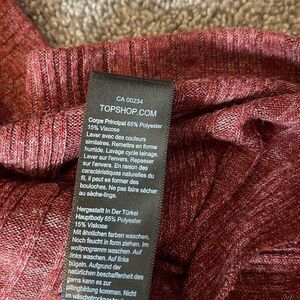 CA 00234
TOPSHOP.COM
Corps Principal 85% Polyester
15% Viscose
Laver avec des couleurs
similaires. Remettre en forme
humide. Lavage cycle lainage.
Laver sur l'envers. Repasser
sur l'envers. En raison des
caractéristiques naturelles du
fil, il peut se former des
bouloches. Ne pas faire sécher
au sèche-linge.
Hergestellt In Der Türkei
Hauptbody 85% Polyester
15% Viskose
Mit ähnlichen farben waschen.
Noch feucht in form ziehen. Im
wollprogramm waschen. Auf
links waschen. Auf links
bügeln. Aufgrund der
natürlichen beschaffenheit des
garns kann es zur